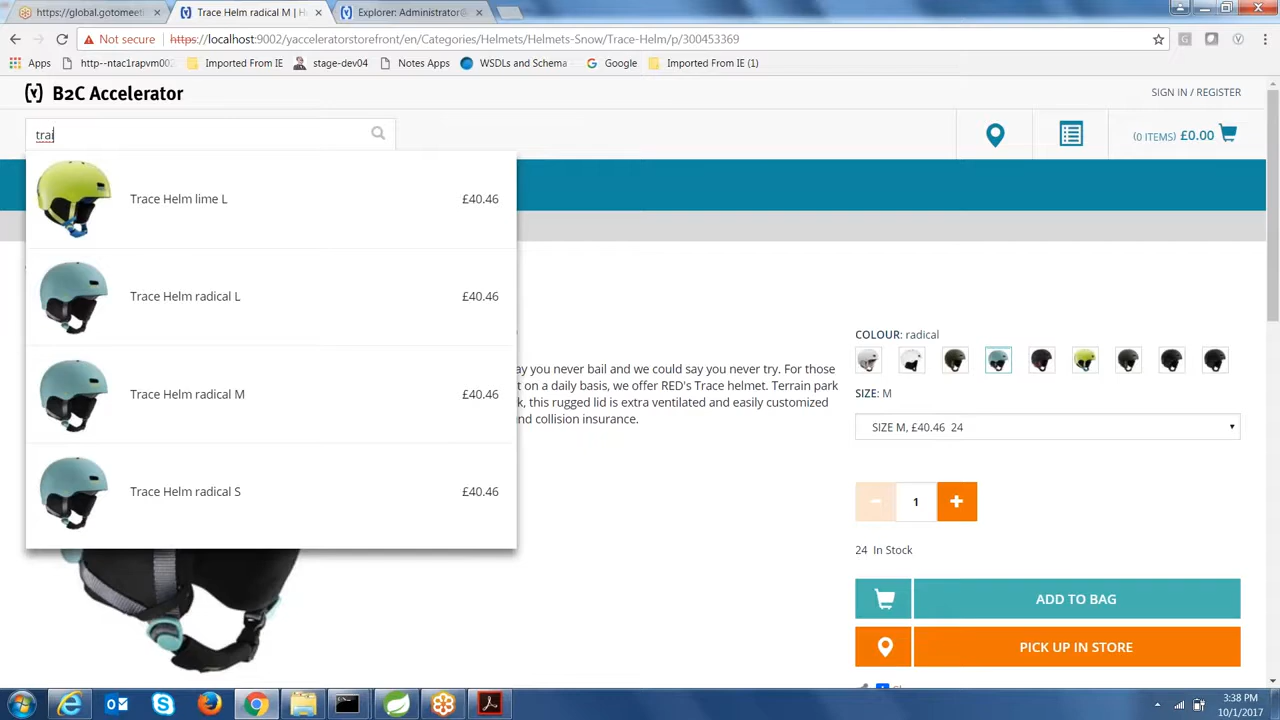 https://global.gotomeeti
Trace Helm radical M | H
Explorer: Administrator@
Not secure https://localhost:9002/yacceleratorstorefront/en/Categories/Helmets/Helmets-Snow/Trace-Helm/p/300453369
Apps http--ntac1rapvm002 Imported From IE stage-dev04 Notes Apps WSDLs and Schema Google Imported From IE (1)
(y) B2C Accelerator
SIGN IN / REGISTER
trai
(0 ITEMS) £0.00
Trace Helm lime L £40.46
Trace Helm radical L £40.46
Trace Helm radical M £40.46
Trace Helm radical S £40.46
ay you never bail and we could say you never try. For those
t on a daily basis, we offer RED's Trace helmet. Terrain park
k, this rugged lid is extra ventilated and easily customized
nd collision insurance.
COLOUR: radical
SIZE: M
SIZE M, £40.46 24
1
24 In Stock
ADD TO BAG
PICK UP IN STORE
3:38 PM
10/1/2017